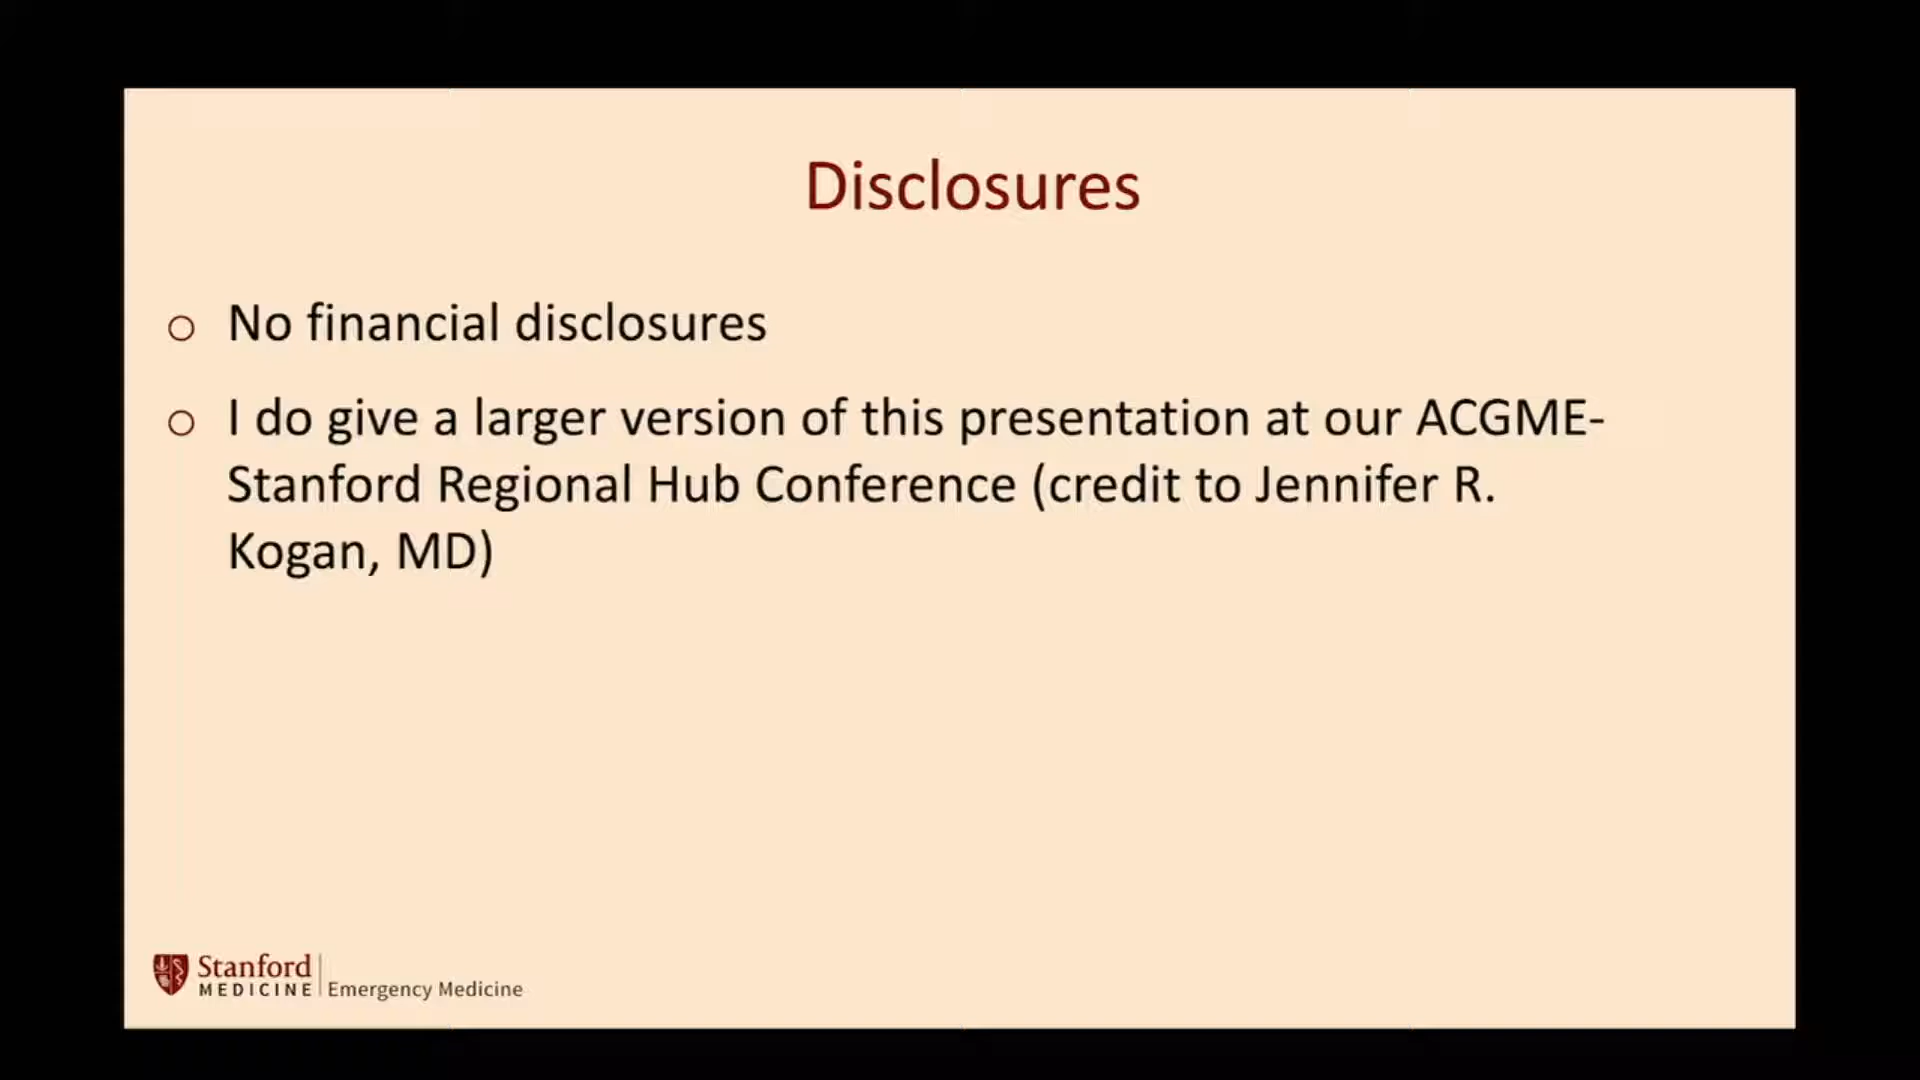 Disclosures
○ No financial disclosures
○ I do give a larger version of this presentation at our ACGME-
Stanford Regional Hub Conference (credit to Jennifer R.
Kogan, MD)
Stanford
MEDICINE | Emergency Medicine